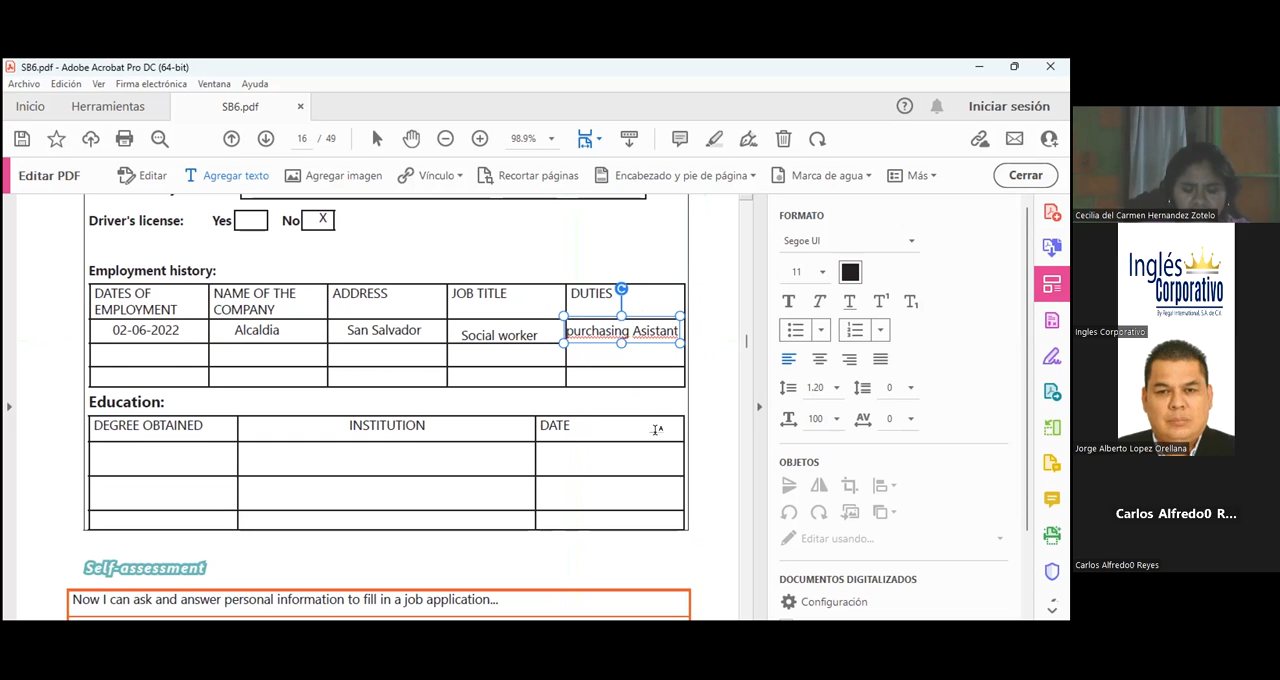 SB6.pdf - Adobe Acrobat Pro DC (64-bit)
Archivo Edición Ver Firma electrónica Ventana Ayuda
Inicio Herramientas SB6.pdf × Iniciar sesión
16 / 49 98.9%
Editar PDF Editar Agregar texto Agregar imagen Vínculo Recortar páginas Encabezado y pie de página Marca de agua Más Cerrar
Driver's license: Yes No X
Employment history:
DATES OF EMPLOYMENT NAME OF THE COMPANY ADDRESS JOB TITLE DUTIES
02-06-2022 Alcaldia San Salvador Social worker purchasing Asistant
Education:
DEGREE OBTAINED INSTITUTION DATE
Self-assessment
Now I can ask and answer personal information to fill in a job application...
FORMATO
Segoe UI
11
1.20 0
100 0
OBJETOS
Editar usando...
DOCUMENTOS DIGITALIZADOS
Configuración
Cecilia del Carmen Hernandez Zotelo
Inglés
Corporativo
By Regal International, S.A. de C.V.
Ingles Corporativo
Jorge Alberto Lopez Orellana
Carlos Alfredo0 R...
Carlos Alfredo0 Reyes